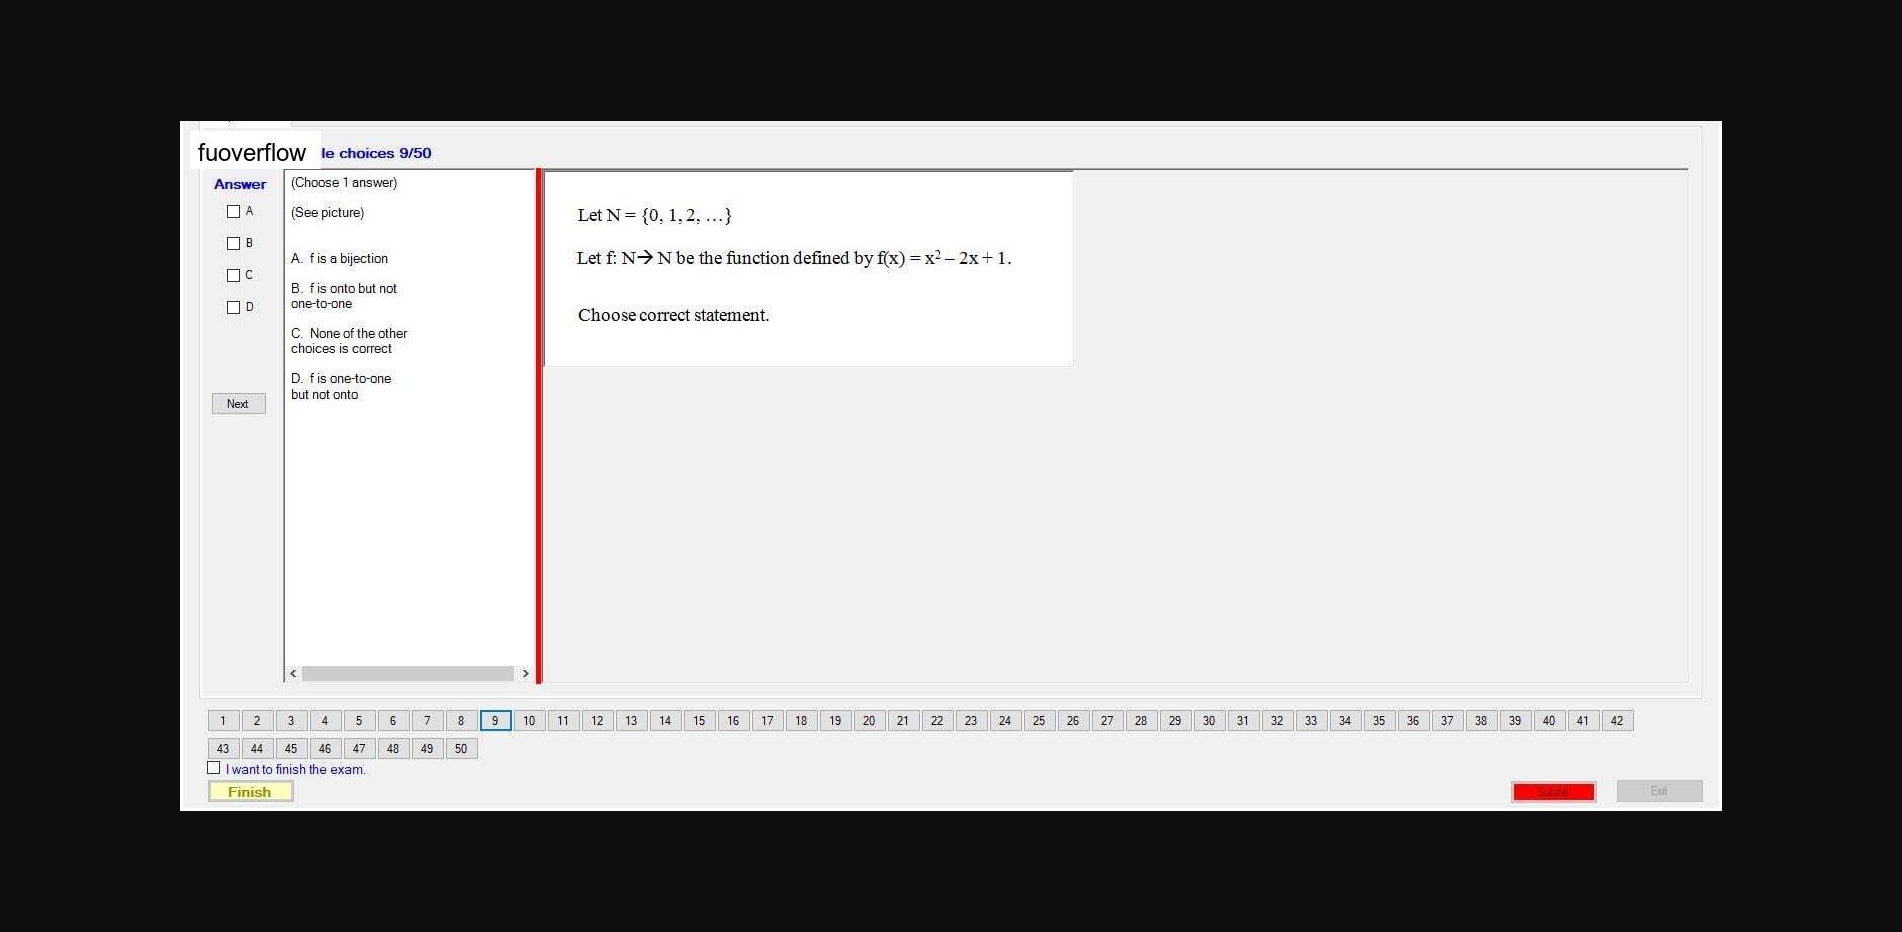 fuoverflow le choices 9/50
Answer
A
B
C
D
Next
(Choose 1 answer)
(See picture)
A. f is a bijection
B. f is onto but not
one-to-one
C. None of the other
choices is correct
D. f is one-to-one
but not onto
Let N = {0, 1, 2, …}
Let f: N→ N be the function defined by f(x) = x² – 2x + 1.
Choose correct statement.
1 2 3 4 5 6 7 8 9 10 11 12 13 14 15 16 17 18 19 20 21 22 23 24 25 26 27 28 29 30 31 32 33 34 35 36 37 38 39 40 41 42
43 44 45 46 47 48 49 50
I want to finish the exam.
Finish Submit Exit